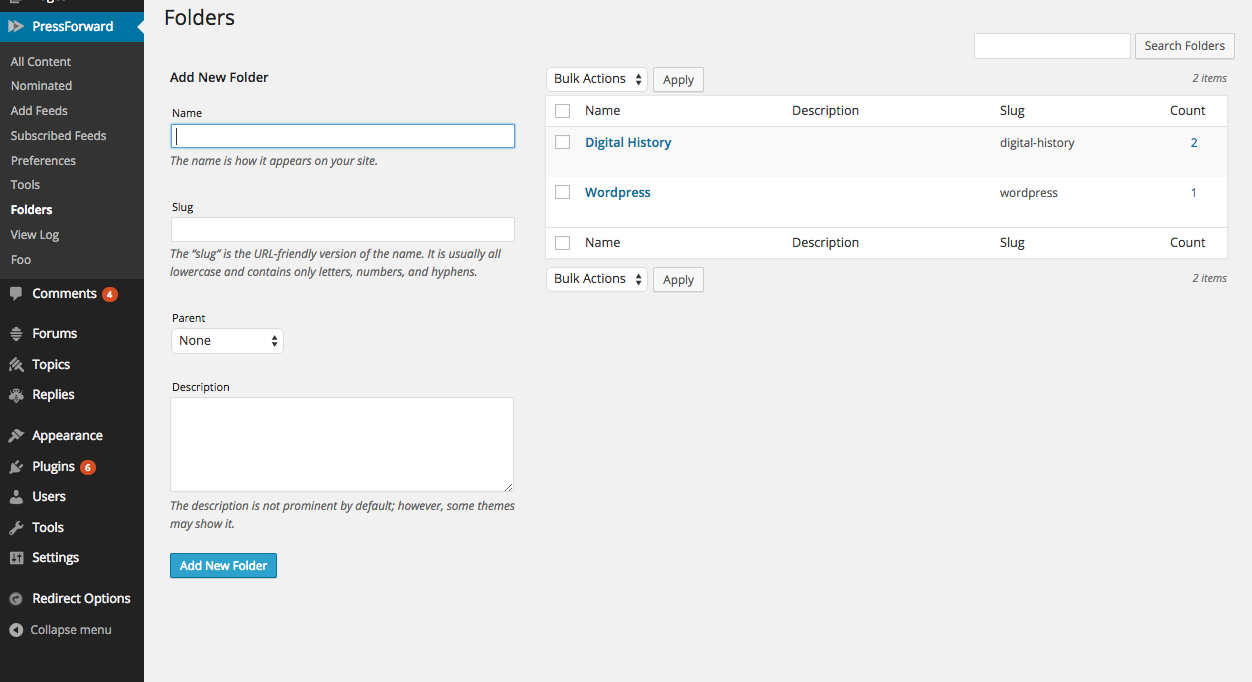 PressForward
All Content
Nominated
Add Feeds
Subscribed Feeds
Preferences
Tools
Folders
View Log
Foo
Comments 4
Forums
Topics
Replies
Appearance
Plugins 6
Users
Tools
Settings
Redirect Options
Collapse menu
Folders
Search Folders
Add New Folder
Name
The name is how it appears on your site.
Slug
The “slug” is the URL-friendly version of the name. It is usually all
lowercase and contains only letters, numbers, and hyphens.
Parent
None
Description
The description is not prominent by default; however, some themes
may show it.
Add New Folder
Bulk Actions Apply 2 items
Name Description Slug Count
Digital History digital-history 2
Wordpress wordpress 1
Name Description Slug Count
Bulk Actions Apply 2 items